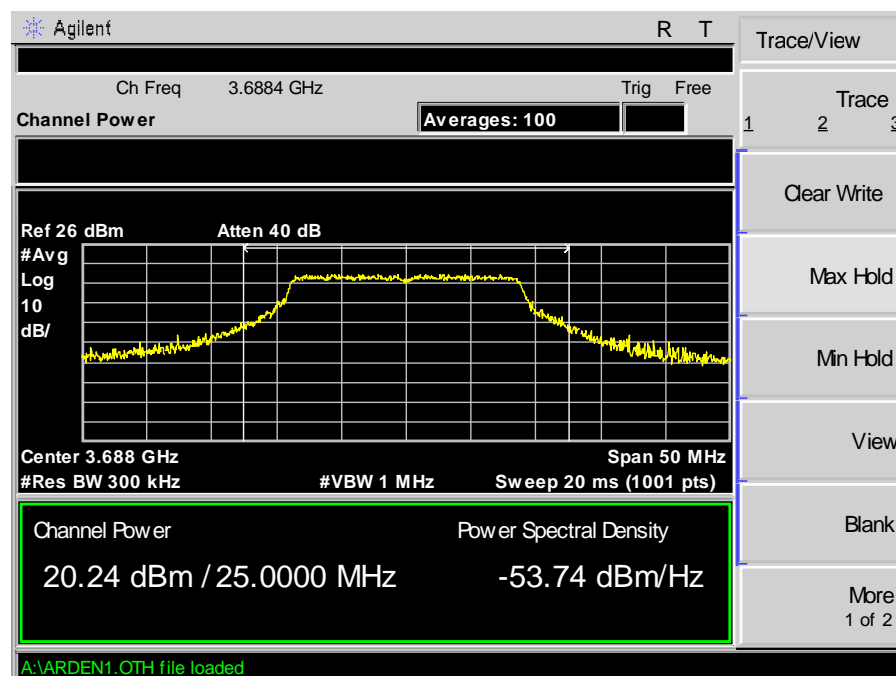 Agilent R T
Trace/View
Ch Freq 3.6884 GHz Trig Free
Channel Power
Averages: 100
Trace
1 2 3
Clear Write
Max Hold
Min Hold
View
Blank
More
1 of 2
Ref 26 dBm Atten 40 dB
#Avg
Log
10
dB/
Center 3.688 GHz Span 50 MHz
#Res BW 300 kHz #VBW 1 MHz Sweep 20 ms (1001 pts)
Channel Power Power Spectral Density
20.24 dBm / 25.0000 MHz -53.74 dBm/Hz
A:\ARDEN1.OTH file loaded